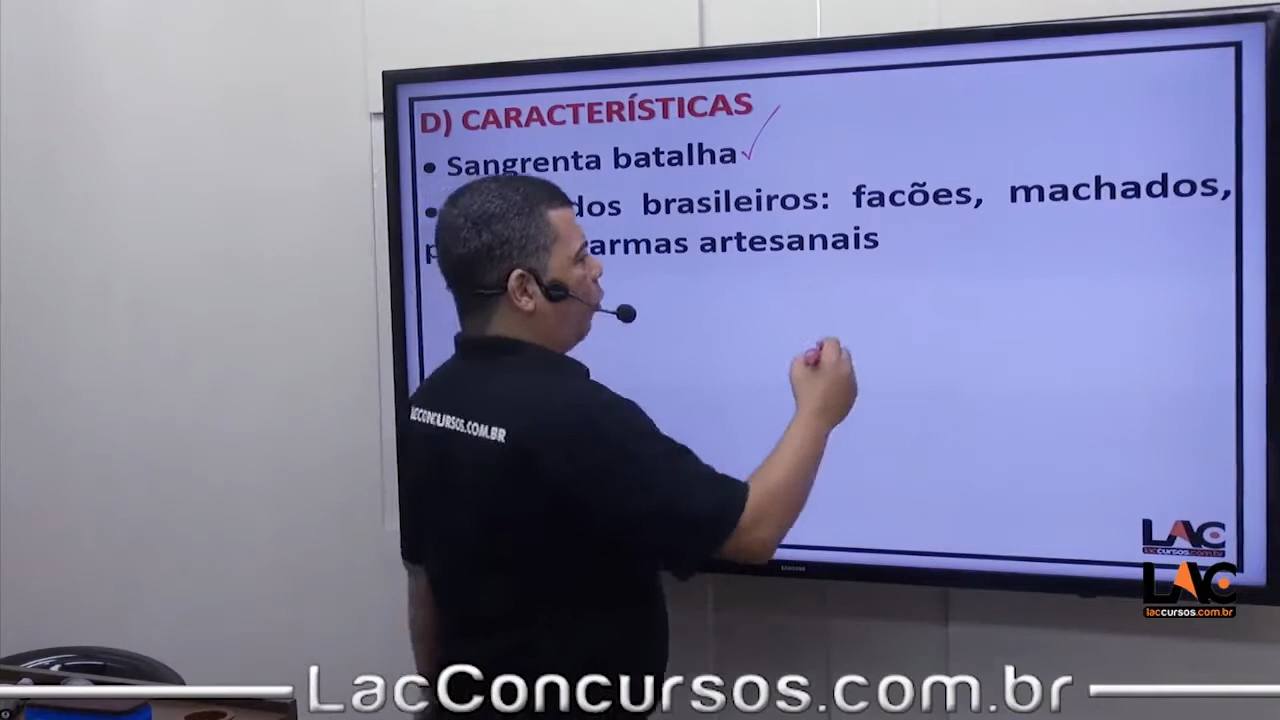 D) CARACTERÍSTICAS
• Sangrenta batalha
• dos brasileiros: facões, machados,
armas artesanais
LACCONCURSOS.COM.BR
SAMSUNG
LAC
laccursos.com.br
LAC
laccursos.com.br
LacConcursos.com.br